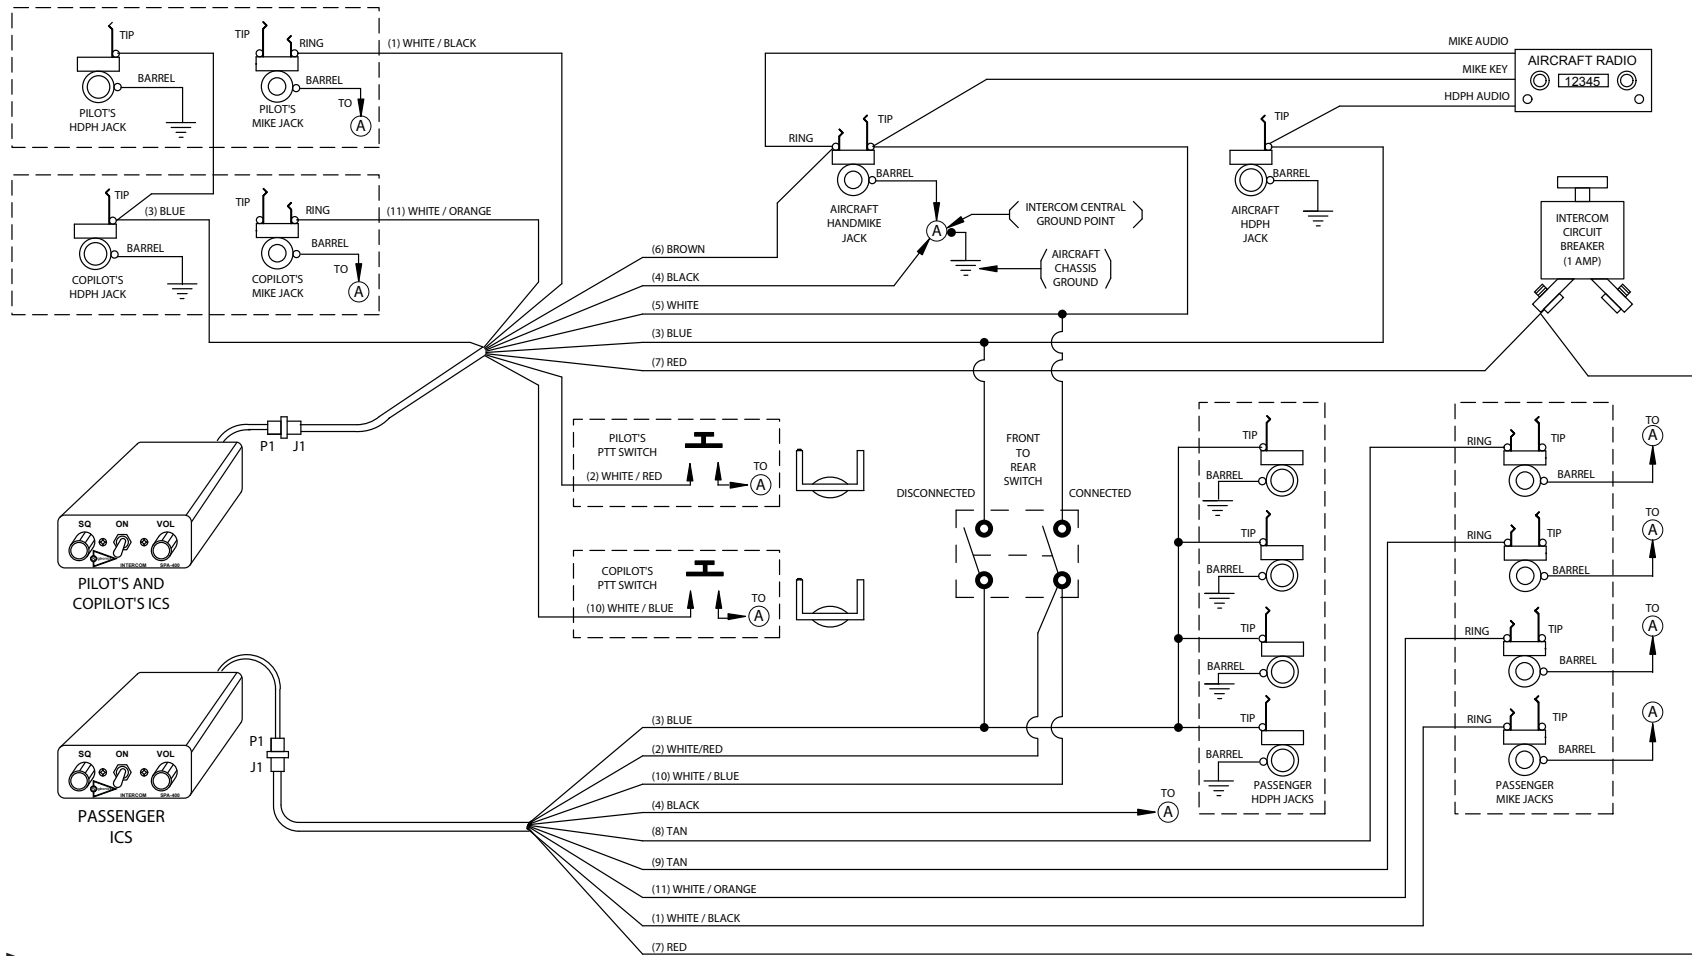 TIP
BARREL
PILOT'S
HDPH JACK
TIP
RING
BARREL
TO
A
PILOT'S
MIKE JACK
(1) WHITE / BLACK
TIP
(3) BLUE
BARREL
COPILOT'S
HDPH JACK
TIP
RING
BARREL
TO
A
COPILOT'S
MIKE JACK
(11) WHITE / ORANGE
MIKE AUDIO
MIKE KEY
HDPH AUDIO
AIRCRAFT RADIO
12345
RING
TIP
BARREL
AIRCRAFT
HANDMIKE
JACK
A
INTERCOM CENTRAL
GROUND POINT
AIRCRAFT
CHASSIS
GROUND
TIP
BARREL
AIRCRAFT
HDPH
JACK
INTERCOM
CIRCUIT
BREAKER
(1 AMP)
(6) BROWN
(4) BLACK
(5) WHITE
(3) BLUE
(7) RED
P1
J1
SQ
ON
VOL
INTERCOM
SPA-400
PILOT'S AND
COPILOT'S ICS
PILOT'S
PTT SWITCH
(2) WHITE / RED
TO
A
COPILOT'S
PTT SWITCH
(10) WHITE / BLUE
TO
A
FRONT
TO
REAR
SWITCH
DISCONNECTED
CONNECTED
TIP
BARREL
TIP
BARREL
TIP
BARREL
TIP
BARREL
PASSENGER
HDPH JACKS
RING
TIP
BARREL
TO
A
RING
TIP
BARREL
TO
A
RING
TIP
BARREL
TO
A
RING
TIP
BARREL
A
PASSENGER
MIKE JACKS
P1
J1
SQ
ON
VOL
INTERCOM
SPA-400
PASSENGER
ICS
(3) BLUE
(2) WHITE/RED
(10) WHITE / BLUE
(4) BLACK
TO
A
(8) TAN
(9) TAN
(11) WHITE / ORANGE
(1) WHITE / BLACK
(7) RED